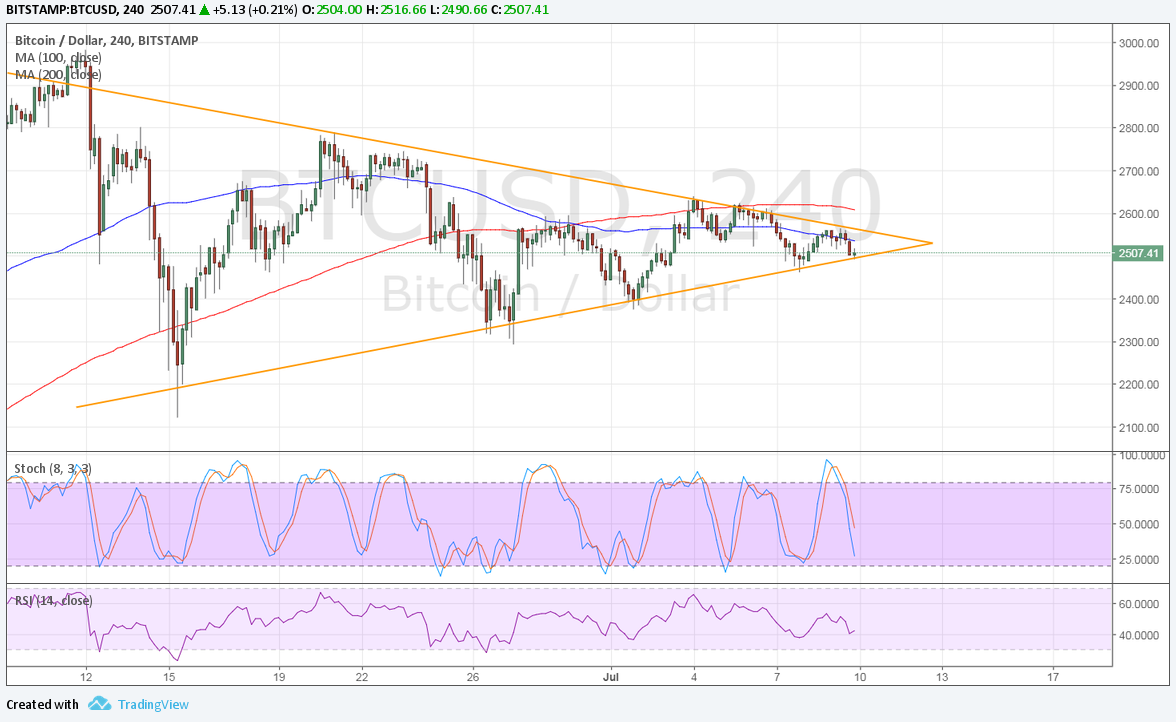 BITSTAMP:BTCUSD, 240 2507.41 ▲ +5.13 (+0.21%) O:2504.00 H:2516.66 L:2490.66 C:2507.41
Bitcoin / Dollar, 240, BITSTAMP
MA (100, close)
MA (200, close)
BTCUSD, 240
Bitcoin / Dollar
3000.00
2900.00
2800.00
2700.00
2600.00
2507.41
2400.00
2300.00
2200.00
2100.00
Stoch (8, 3, 3)
100.0000
75.0000
50.0000
25.0000
RSI (14, close)
60.0000
40.0000
12 15 19 22 26 Jul 4 7 10 13 17
Created with TradingView